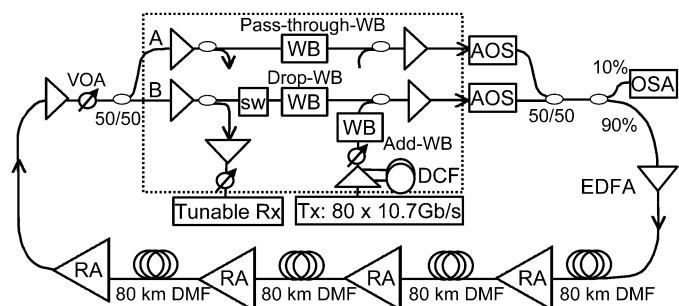 Pass-through-WB
A
WB
AOS
VOA
Drop-WB
10%
OSA
B
sw
WB
AOS
50/50
50/50
90%
WB
Add-WB
DCF
EDFA
Tunable Rx
Tx: 80 x 10.7Gb/s
RA
RA
RA
RA
80 km DMF
80 km DMF
80 km DMF
80 km DMF